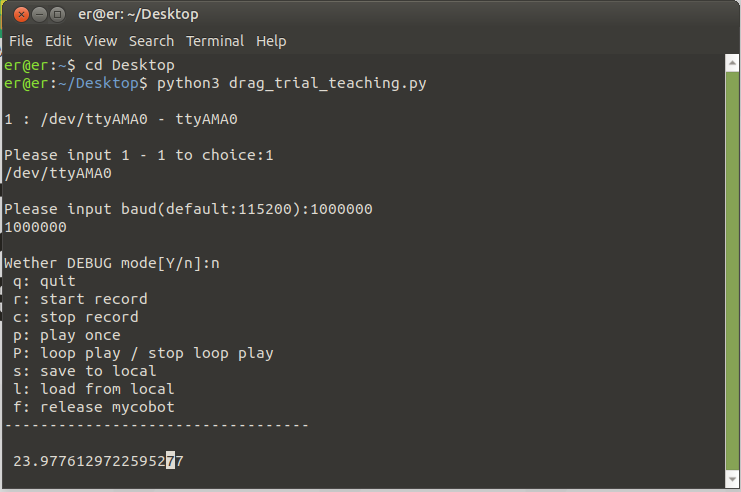 er@er: ~/Desktop
File Edit View Search Terminal Help
er@er:~$ cd Desktop
er@er:~/Desktop$ python3 drag_trial_teaching.py
1 : /dev/ttyAMA0 - ttyAMA0
Please input 1 - 1 to choice:1
/dev/ttyAMA0
Please input baud(default:115200):1000000
1000000
Wether DEBUG mode[Y/n]:n
q: quit
r: start record
c: stop record
p: play once
P: loop play / stop loop play
s: save to local
l: load from local
f: release mycobot
----------------------------------
23.9776129722595277